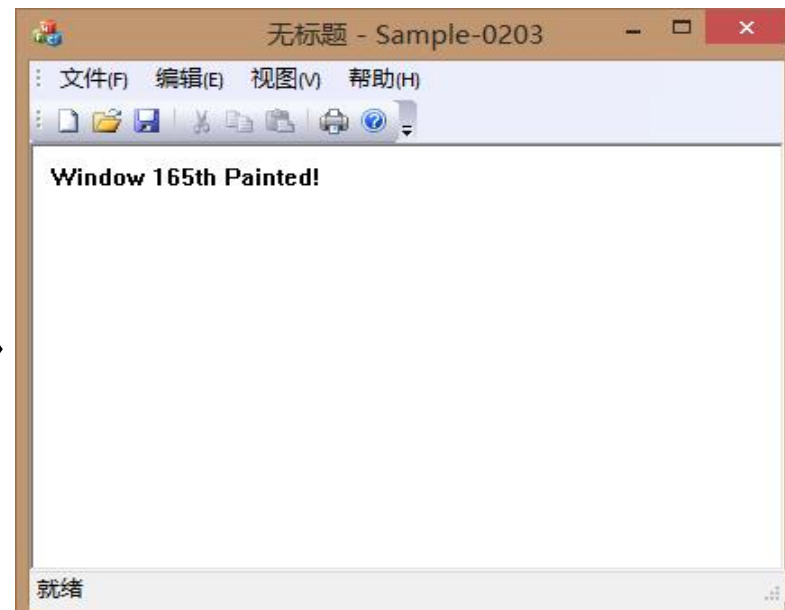 无标题 - Sample-0203
文件(F) 编辑(E) 视图(V) 帮助(H)
Window 165th Painted!
就绪